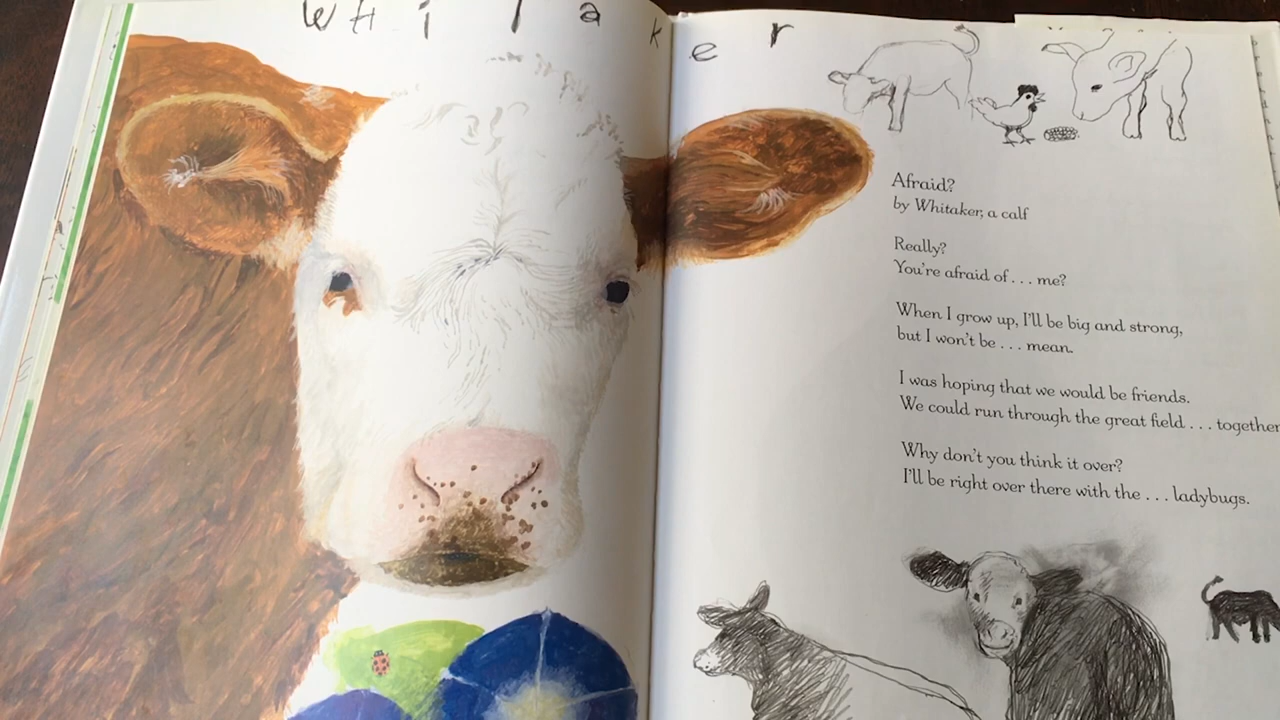 W H i t a k e r
Afraid?
by Whitaker, a calf
Really?
You're afraid of . . . me?
When I grow up, I'll be big and strong,
but I won't be . . . mean.
I was hoping that we would be friends.
We could run through the great field . . . together
Why don't you think it over?
I'll be right over there with the . . . ladybugs.